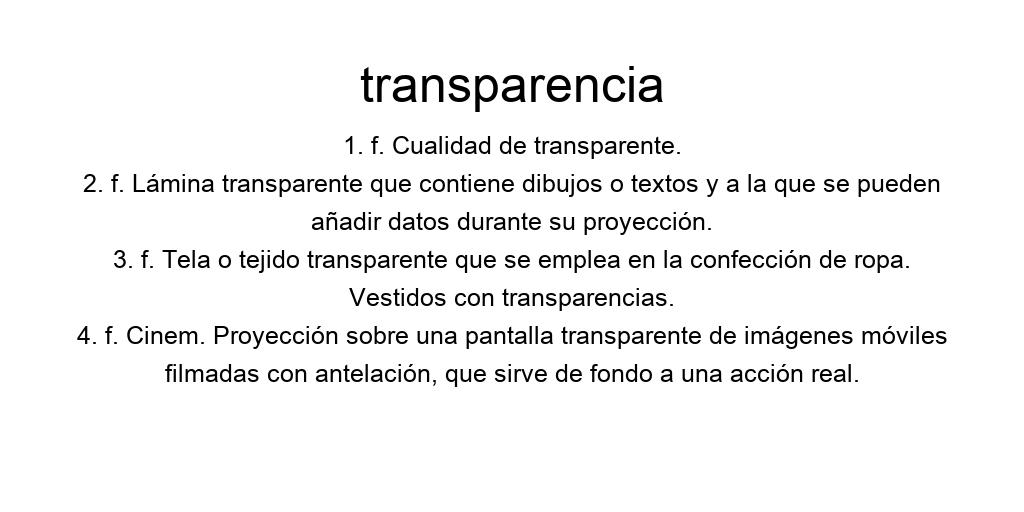 transparencia
1. f. Cualidad de transparente.
2. f. Lámina transparente que contiene dibujos o textos y a la que se pueden
añadir datos durante su proyección.
3. f. Tela o tejido transparente que se emplea en la confección de ropa.
Vestidos con transparencias.
4. f. Cinem. Proyección sobre una pantalla transparente de imágenes móviles
filmadas con antelación, que sirve de fondo a una acción real.